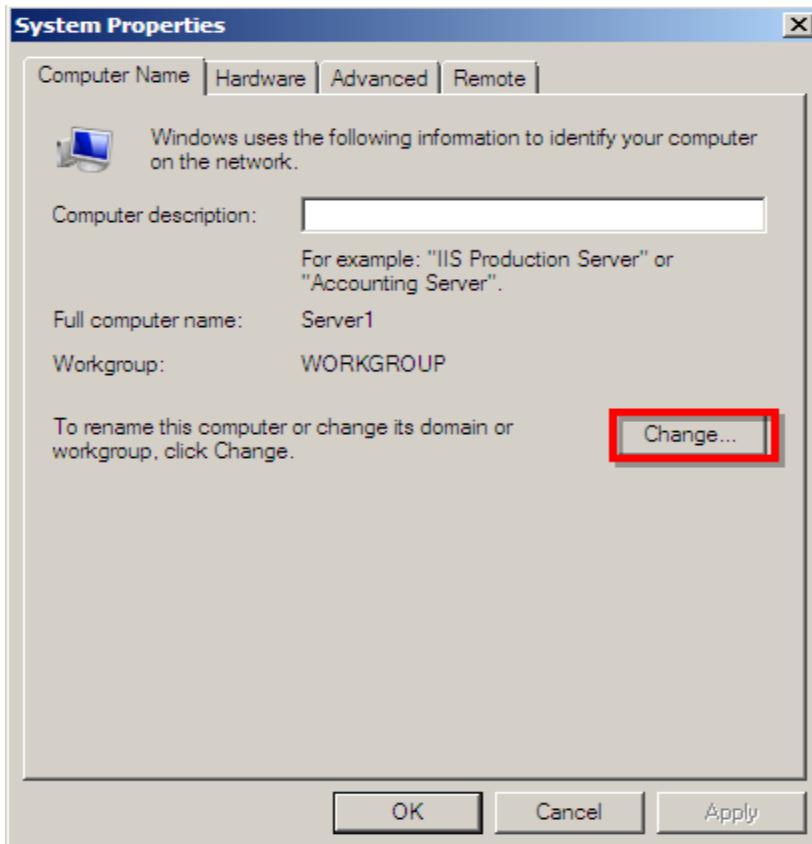 System Properties
Computer Name
Hardware
Advanced
Remote
Windows uses the following information to identify your computer
on the network.
Computer description:
For example: "IIS Production Server" or
"Accounting Server".
Full computer name:
Server1
Workgroup:
WORKGROUP
To rename this computer or change its domain or
workgroup, click Change.
Change...
OK
Cancel
Apply